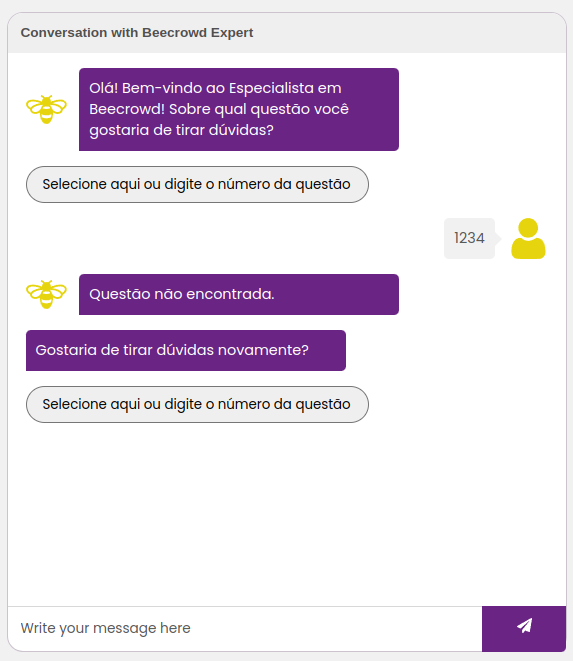 Conversation with Beecrowd Expert
Olá! Bem-vindo ao Especialista em
Beecrowd! Sobre qual questão você
gostaria de tirar dúvidas?
Selecione aqui ou digite o número da questão
1234
Questão não encontrada.
Gostaria de tirar dúvidas novamente?
Selecione aqui ou digite o número da questão
Write your message here